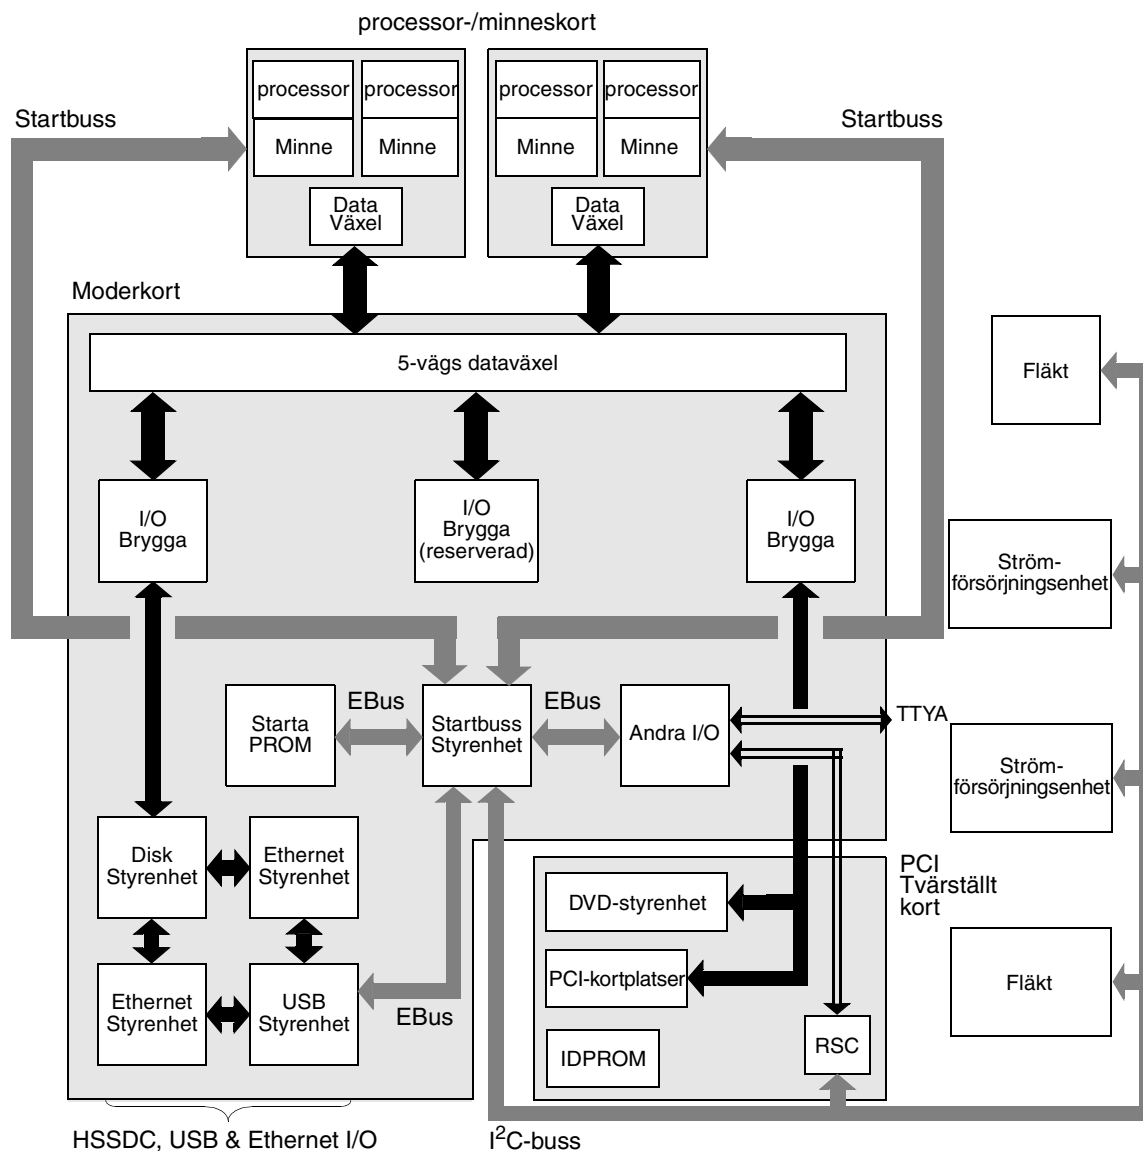 processor-/minneskort
processor
processor
processor
processor
Startbuss
Startbuss
Minne
Minne
Minne
Minne
Data
Växel
Data
Växel
Moderkort
5-vägs dataväxel
Fläkt
I/O
Brygga
I/O
Brygga
(reserverad)
I/O
Brygga
Ström-
försörjningsenhet
EBus
EBus
Starta
PROM
Startbuss
Styrenhet
Andra I/O
TTYA
Ström-
försörjningsenhet
Disk
Styrenhet
Ethernet
Styrenhet
PCI
Tvärställt
kort
DVD-styrenhet
PCI-kortplatser
Fläkt
Ethernet
Styrenhet
USB
Styrenhet
EBus
IDPROM
RSC
HSSDC, USB & Ethernet I/O
I²C-buss